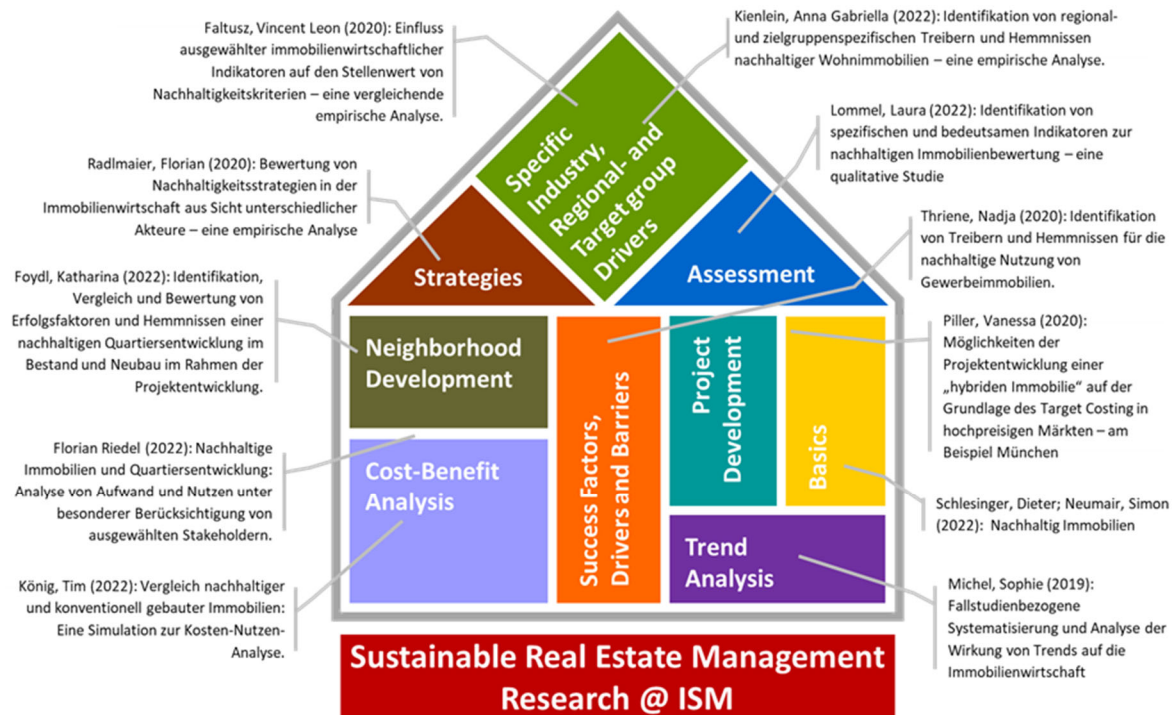 Faltusz, Vincent Leon (2020): Einfluss
ausgewählter immobilienwirtschaftlicher
Indikatoren auf den Stellenwert von
Nachhaltigkeitskriterien – eine vergleichende
empirische Analyse.
Kienlein, Anna Gabriella (2022): Identifikation von regional-
und zielgruppenspezifischen Treibern und Hemmnissen
nachhaltiger Wohnimmobilien – eine empirische Analyse.
Radlmaier, Florian (2020): Bewertung von
Nachhaltigkeitsstrategien in der
Immobilienwirtschaft aus Sicht unterschiedlicher
Akteure – eine empirische Analyse
Lommel, Laura (2022): Identifikation von
spezifischen und bedeutsamen Indikatoren zur
nachhaltigen Immobilienbewertung – eine
qualitative Studie
Specific
Industry,
Regional- and
Target group
Drivers
Strategies
Assessment
Thriene, Nadja (2020): Identifikation
von Treibern und Hemmnissen für die
nachhaltige Nutzung von
Gewerbeimmobilien.
Foydl, Katharina (2022): Identifikation,
Vergleich und Bewertung von
Erfolgsfaktoren und Hemmnissen einer
nachhaltigen Quartiersentwicklung im
Bestand und Neubau im Rahmen der
Projektentwicklung.
Neighborhood
Development
Success Factors,
Drivers and Barriers
Project
Development
Basics
Piller, Vanessa (2020):
Möglichkeiten der
Projektentwicklung einer
„hybriden Immobilie“ auf der
Grundlage des Target Costing in
hochpreisigen Märkten – am
Beispiel München
Florian Riedel (2022): Nachhaltige
Immobilien und Quartiersentwicklung:
Analyse von Aufwand und Nutzen unter
besonderer Berücksichtigung von
ausgewählten Stakeholdern.
Cost-Benefit
Analysis
Schlesinger, Dieter; Neumair, Simon
(2022): Nachhaltig Immobilien
König, Tim (2022): Vergleich nachhaltiger
und konventionell gebauter Immobilien:
Eine Simulation zur Kosten-Nutzen-
Analyse.
Trend
Analysis
Michel, Sophie (2019):
Fallstudienbezogene
Systematisierung und Analyse der
Wirkung von Trends auf die
Immobilienwirtschaft
Sustainable Real Estate Management
Research @ ISM